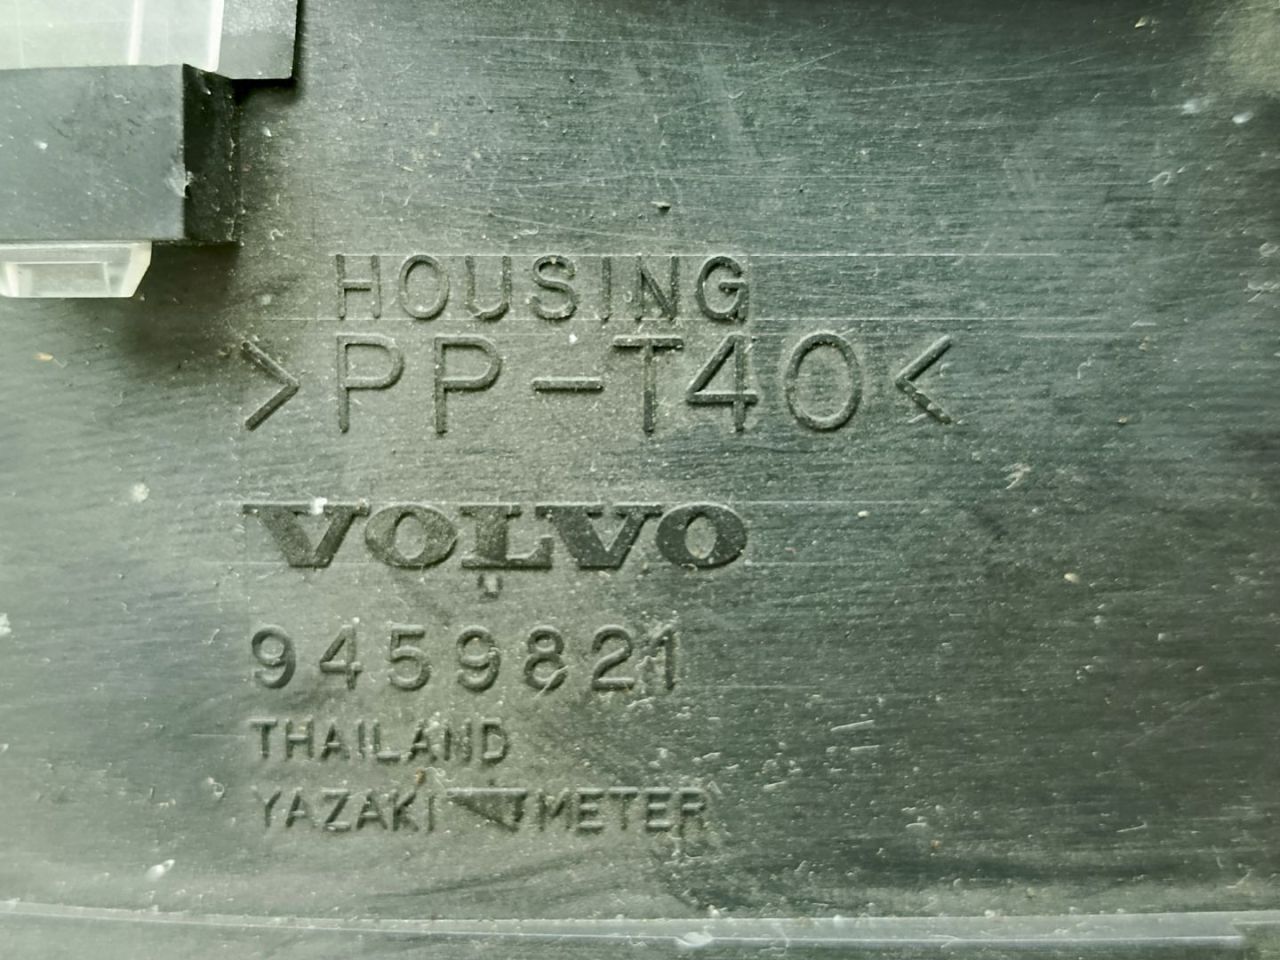 HOUSING
>PP-T40<
VOLVO
9459821
THAILAND
YAZAKI METER